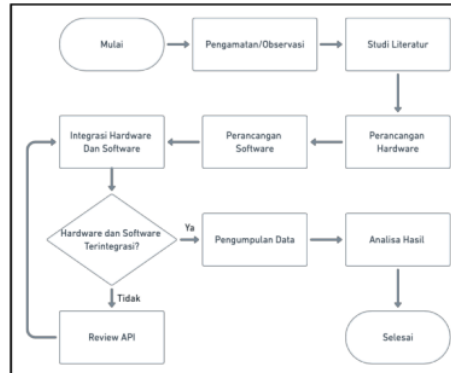 Mulai
Pengamatan/Observasi
Studi Literatur
Integrasi Hardware
Dan Software
Perancangan
Software
Perancangan
Hardware
Hardware dan Software
Terintegrasi?
Ya
Pengumpulan Data
Analisa Hasil
Tidak
Review API
Selesai